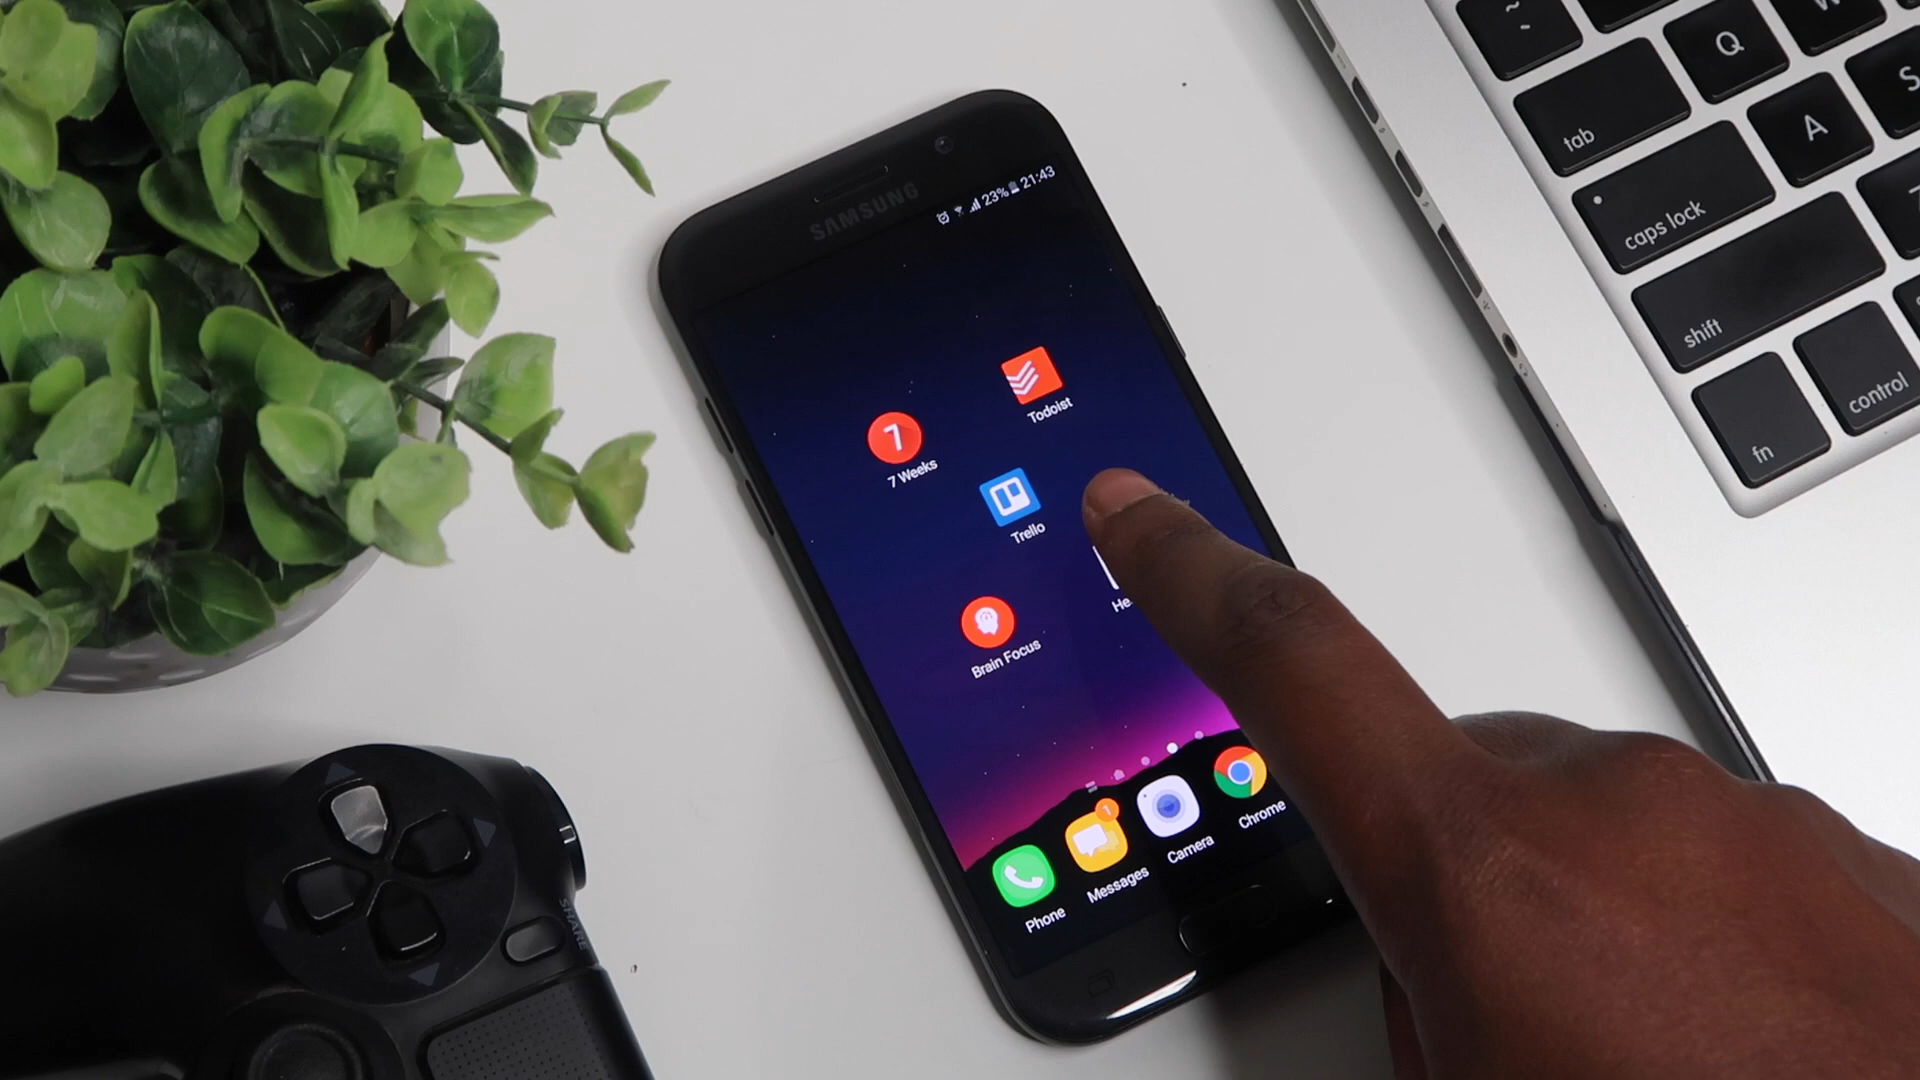 SAMSUNG
23% 21:43
Todoist
7
7 Weeks
Trello
Brain Focus
1
Phone
Messages
Camera
Chrome
SHARE
~
Q
tab
A
S
caps lock
shift
fn
control